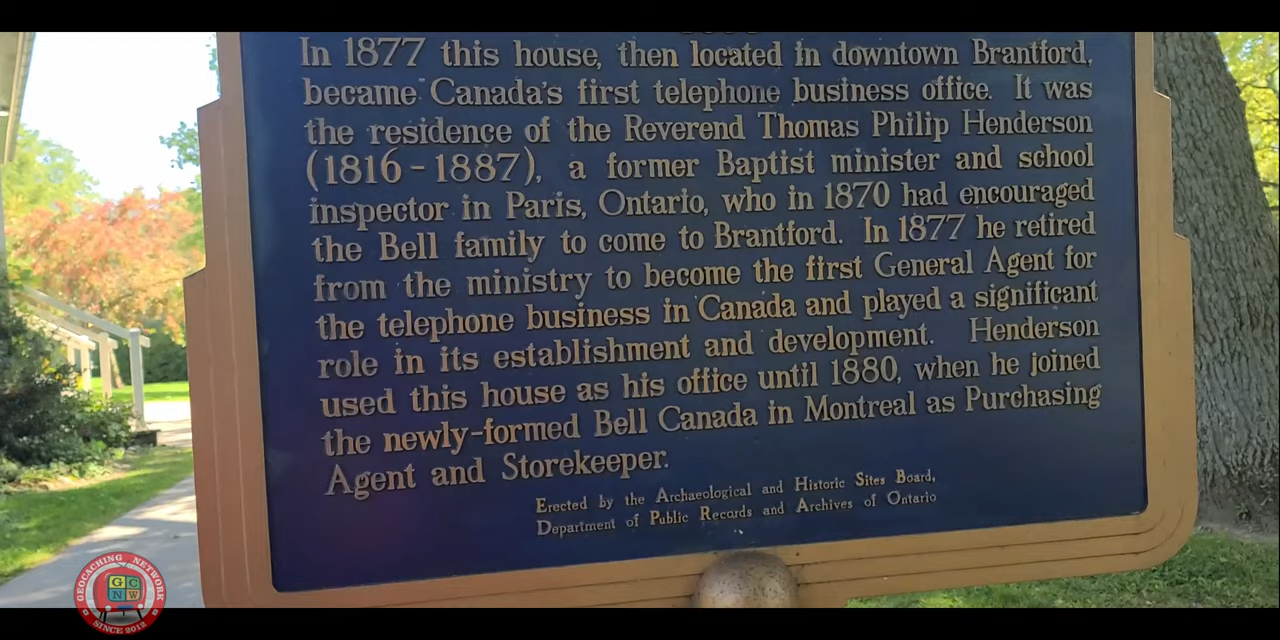 In 1877 this house, then located in downtown Brantford,
became Canada's first telephone business office. It was
the residence of the Reverend Thomas Philip Henderson
(1816-1887), a former Baptist minister and school
inspector in Paris, Ontario, who in 1870 had encouraged
the Bell family to come to Brantford. In 1877 he retired
from the ministry to become the first General Agent for
the telephone business in Canada and played a significant
role in its establishment and development. Henderson
used this house as his office until 1880, when he joined
the newly-formed Bell Canada in Montreal as Purchasing
Agent and Storekeeper.
Erected by the Archaeological and Historic Sites Board,
Department of Public Records and Archives of Ontario
GEOCACHING NETWORK
GC
NW
SINCE 2012